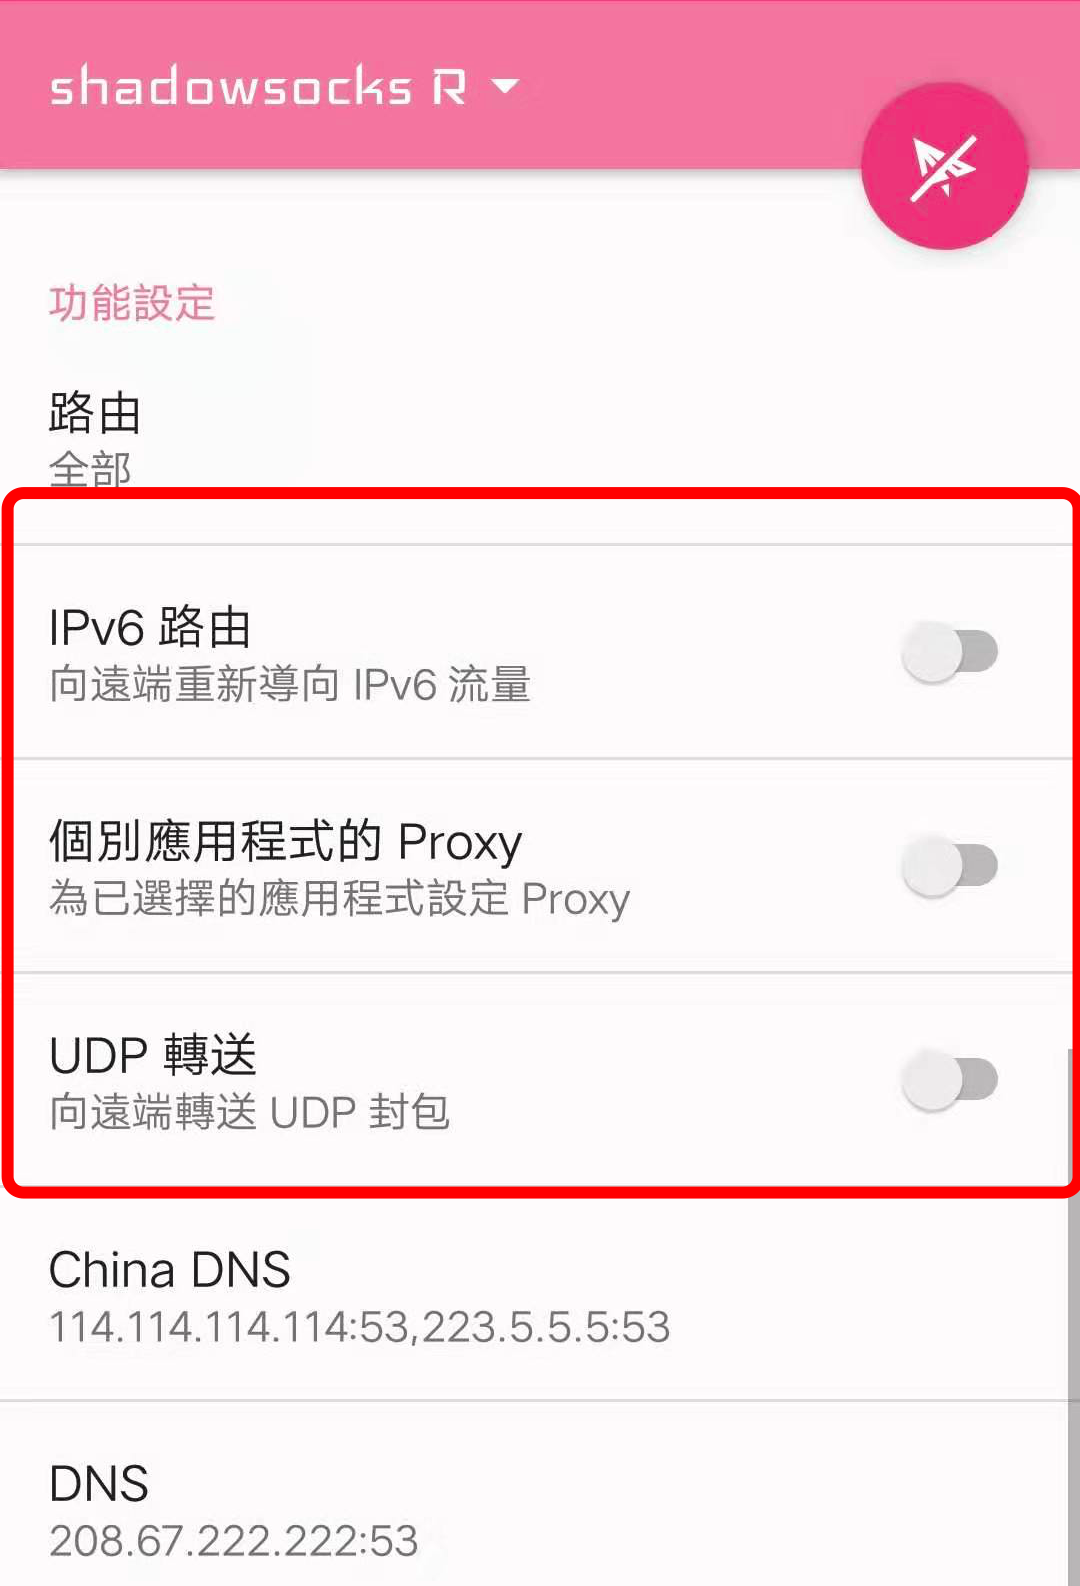 shadowsocks R
功能設定
路由
全部
IPv6 路由
向遠端重新導向 IPv6 流量
個別應用程式的 Proxy
為已選擇的應用程式設定 Proxy
UDP 轉送
向遠端轉送 UDP 封包
China DNS
114.114.114.114:53,223.5.5.5:53
DNS
208.67.222.222:53